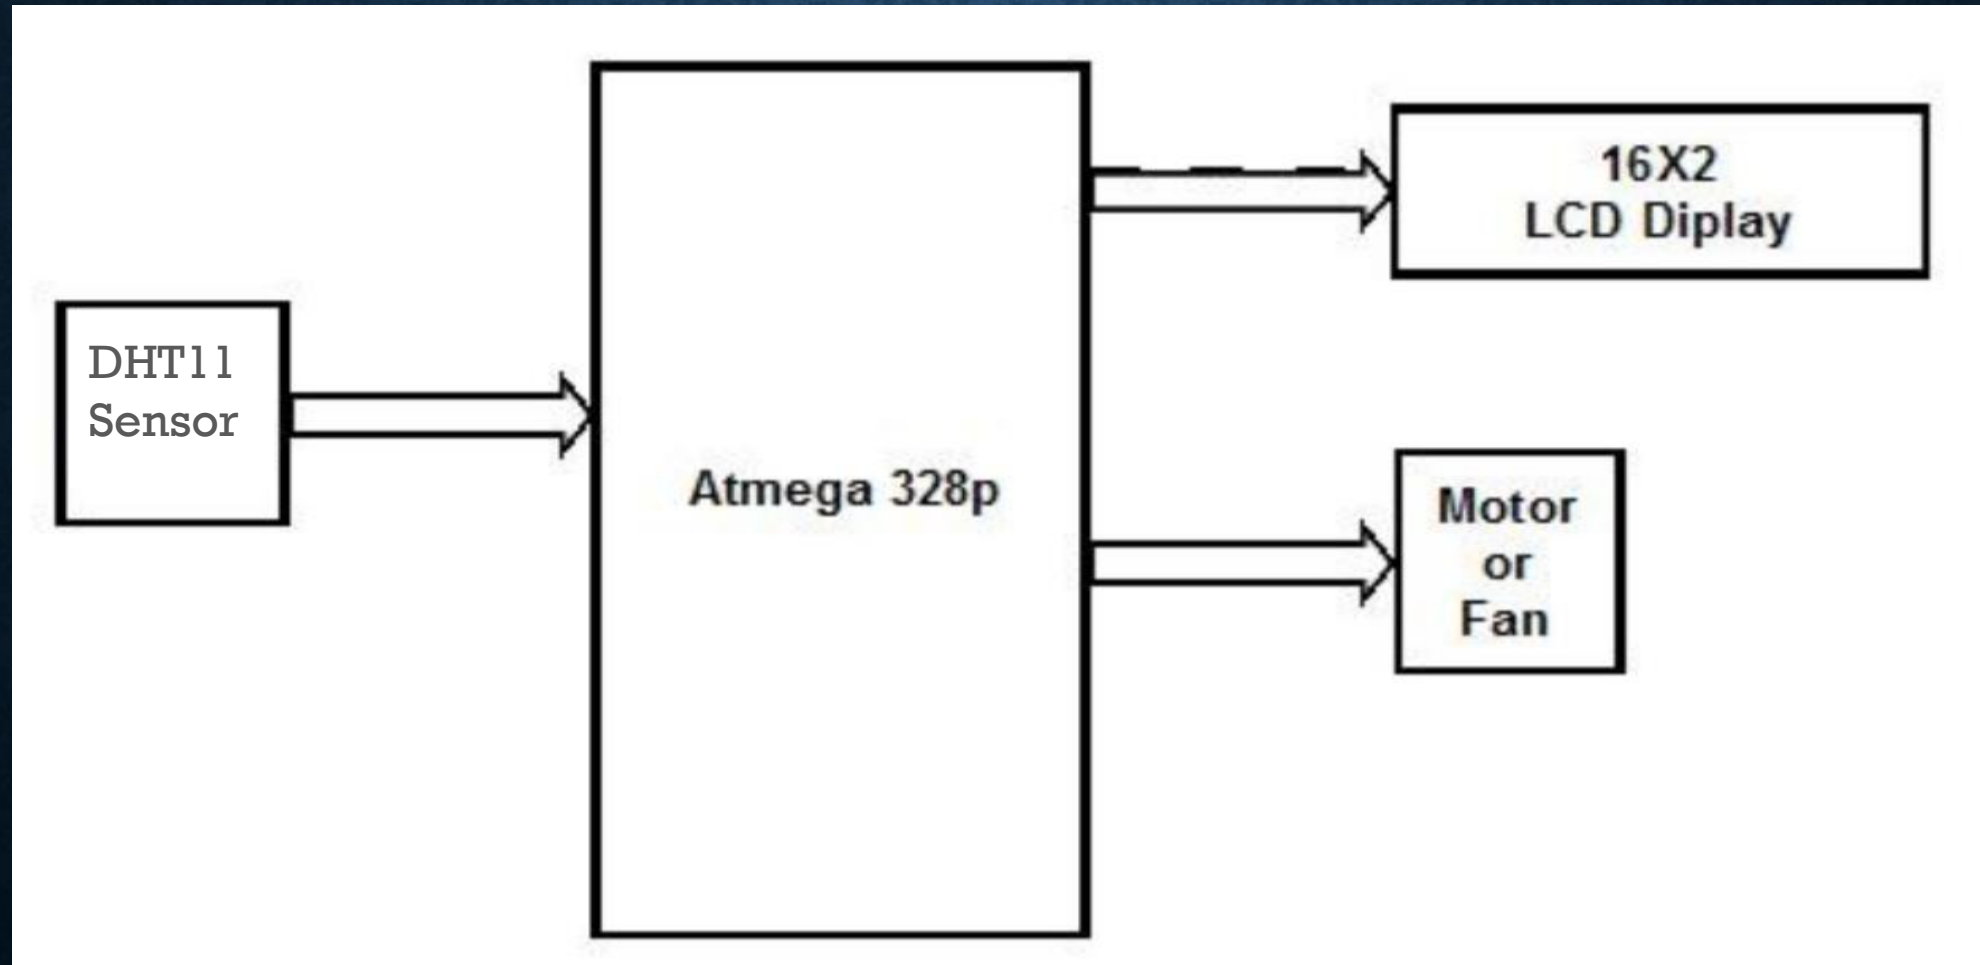 DHT11
Sensor
Atmega 328p
16X2
LCD Diplay
Motor
or
Fan